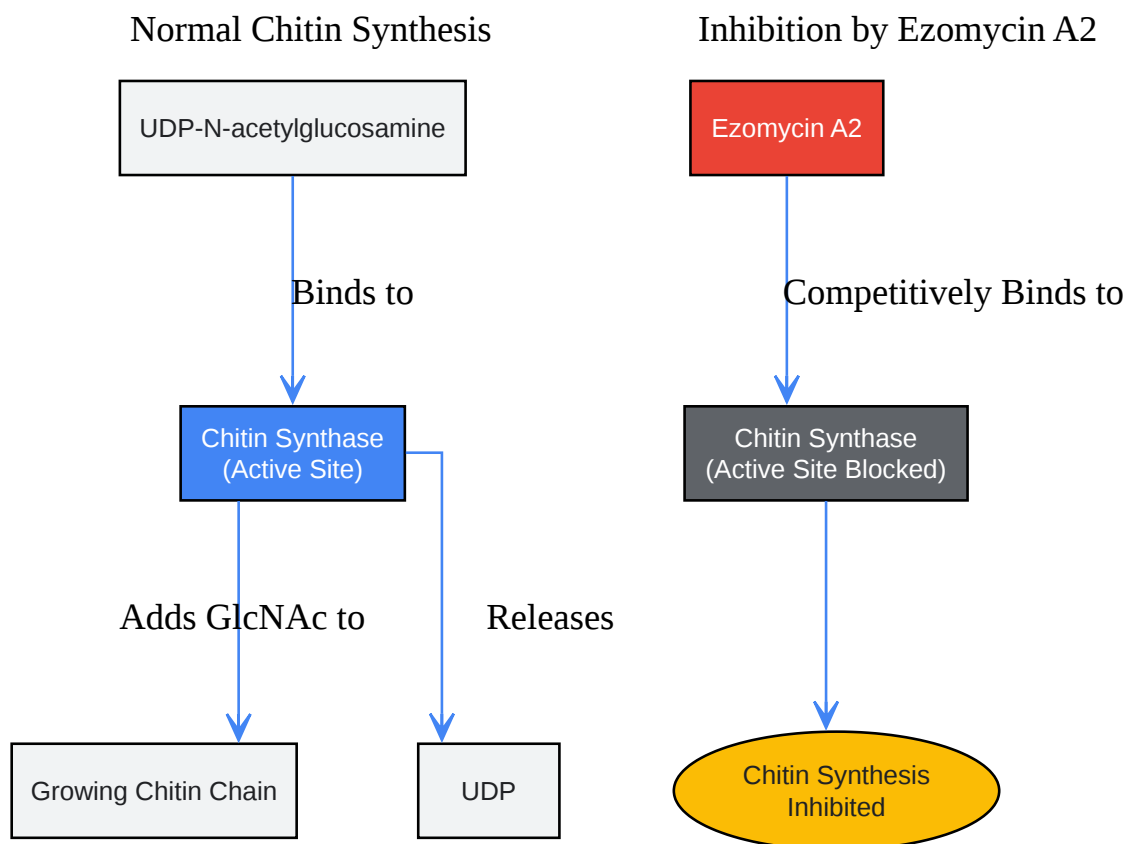 Normal Chitin Synthesis
Inhibition by Ezomycin A2
UDP-N-acetylglucosamine
Ezomycin A2
Binds to
Competitively Binds to
Chitin Synthase
(Active Site)
Chitin Synthase
(Active Site Blocked)
Adds GlcNAc to
Releases
Growing Chitin Chain
UDP
Chitin Synthesis
Inhibited